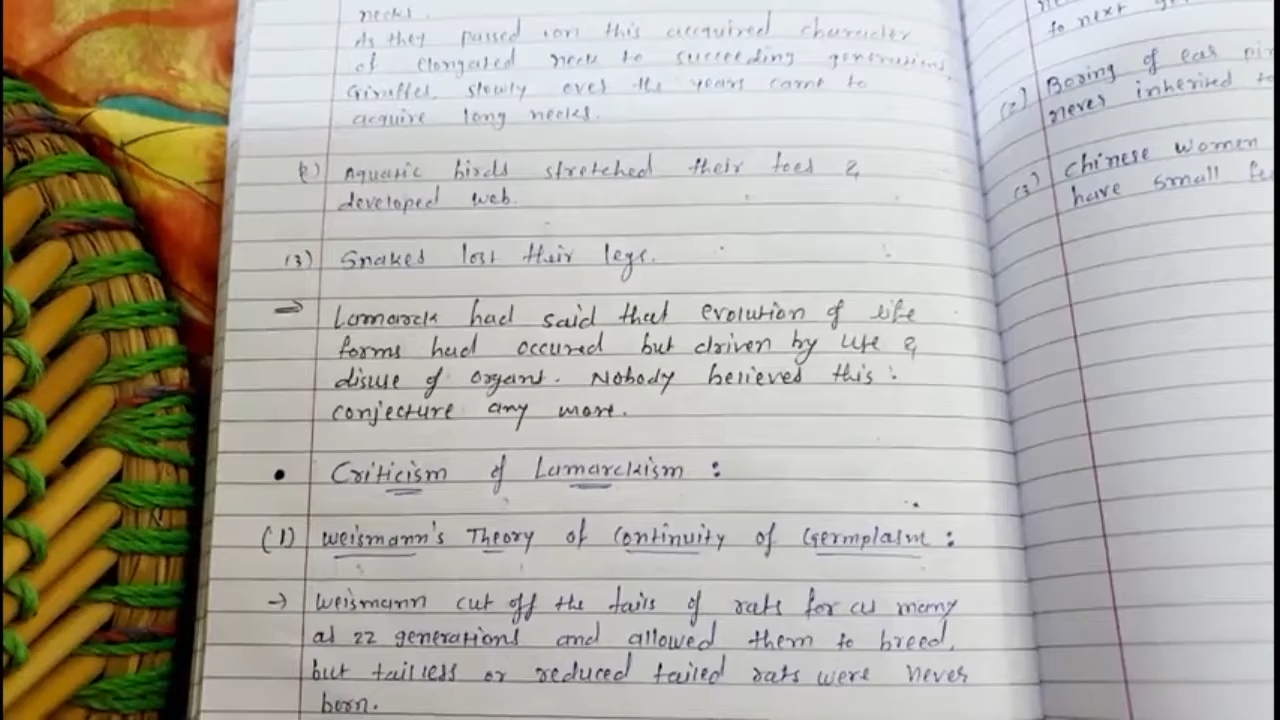 necks.
As they passed on this acquired character
of elongated neck to succeeding generations,
Giraffes, slowly over the years came to
acquire long necks.
2) Aquatic birds stretched their toes &
developed web.
(3) Snakes lost their legs.
⇒ Lamarck had said that evolution of life
forms had occured but driven by use &
disuse of organs. Nobody believes this
conjecture any more.
• Criticism of Lamarckism :
(1) Weismann's Theory of Continuity of Germplasm :
→ Weismann cut off the tails of rats for as many
as 22 generations and allowed them to breed,
but tailless or reduced tailed rats were never
born.
to next
(2) Boring of ear
never inherited to
(3) Chinese women
have small